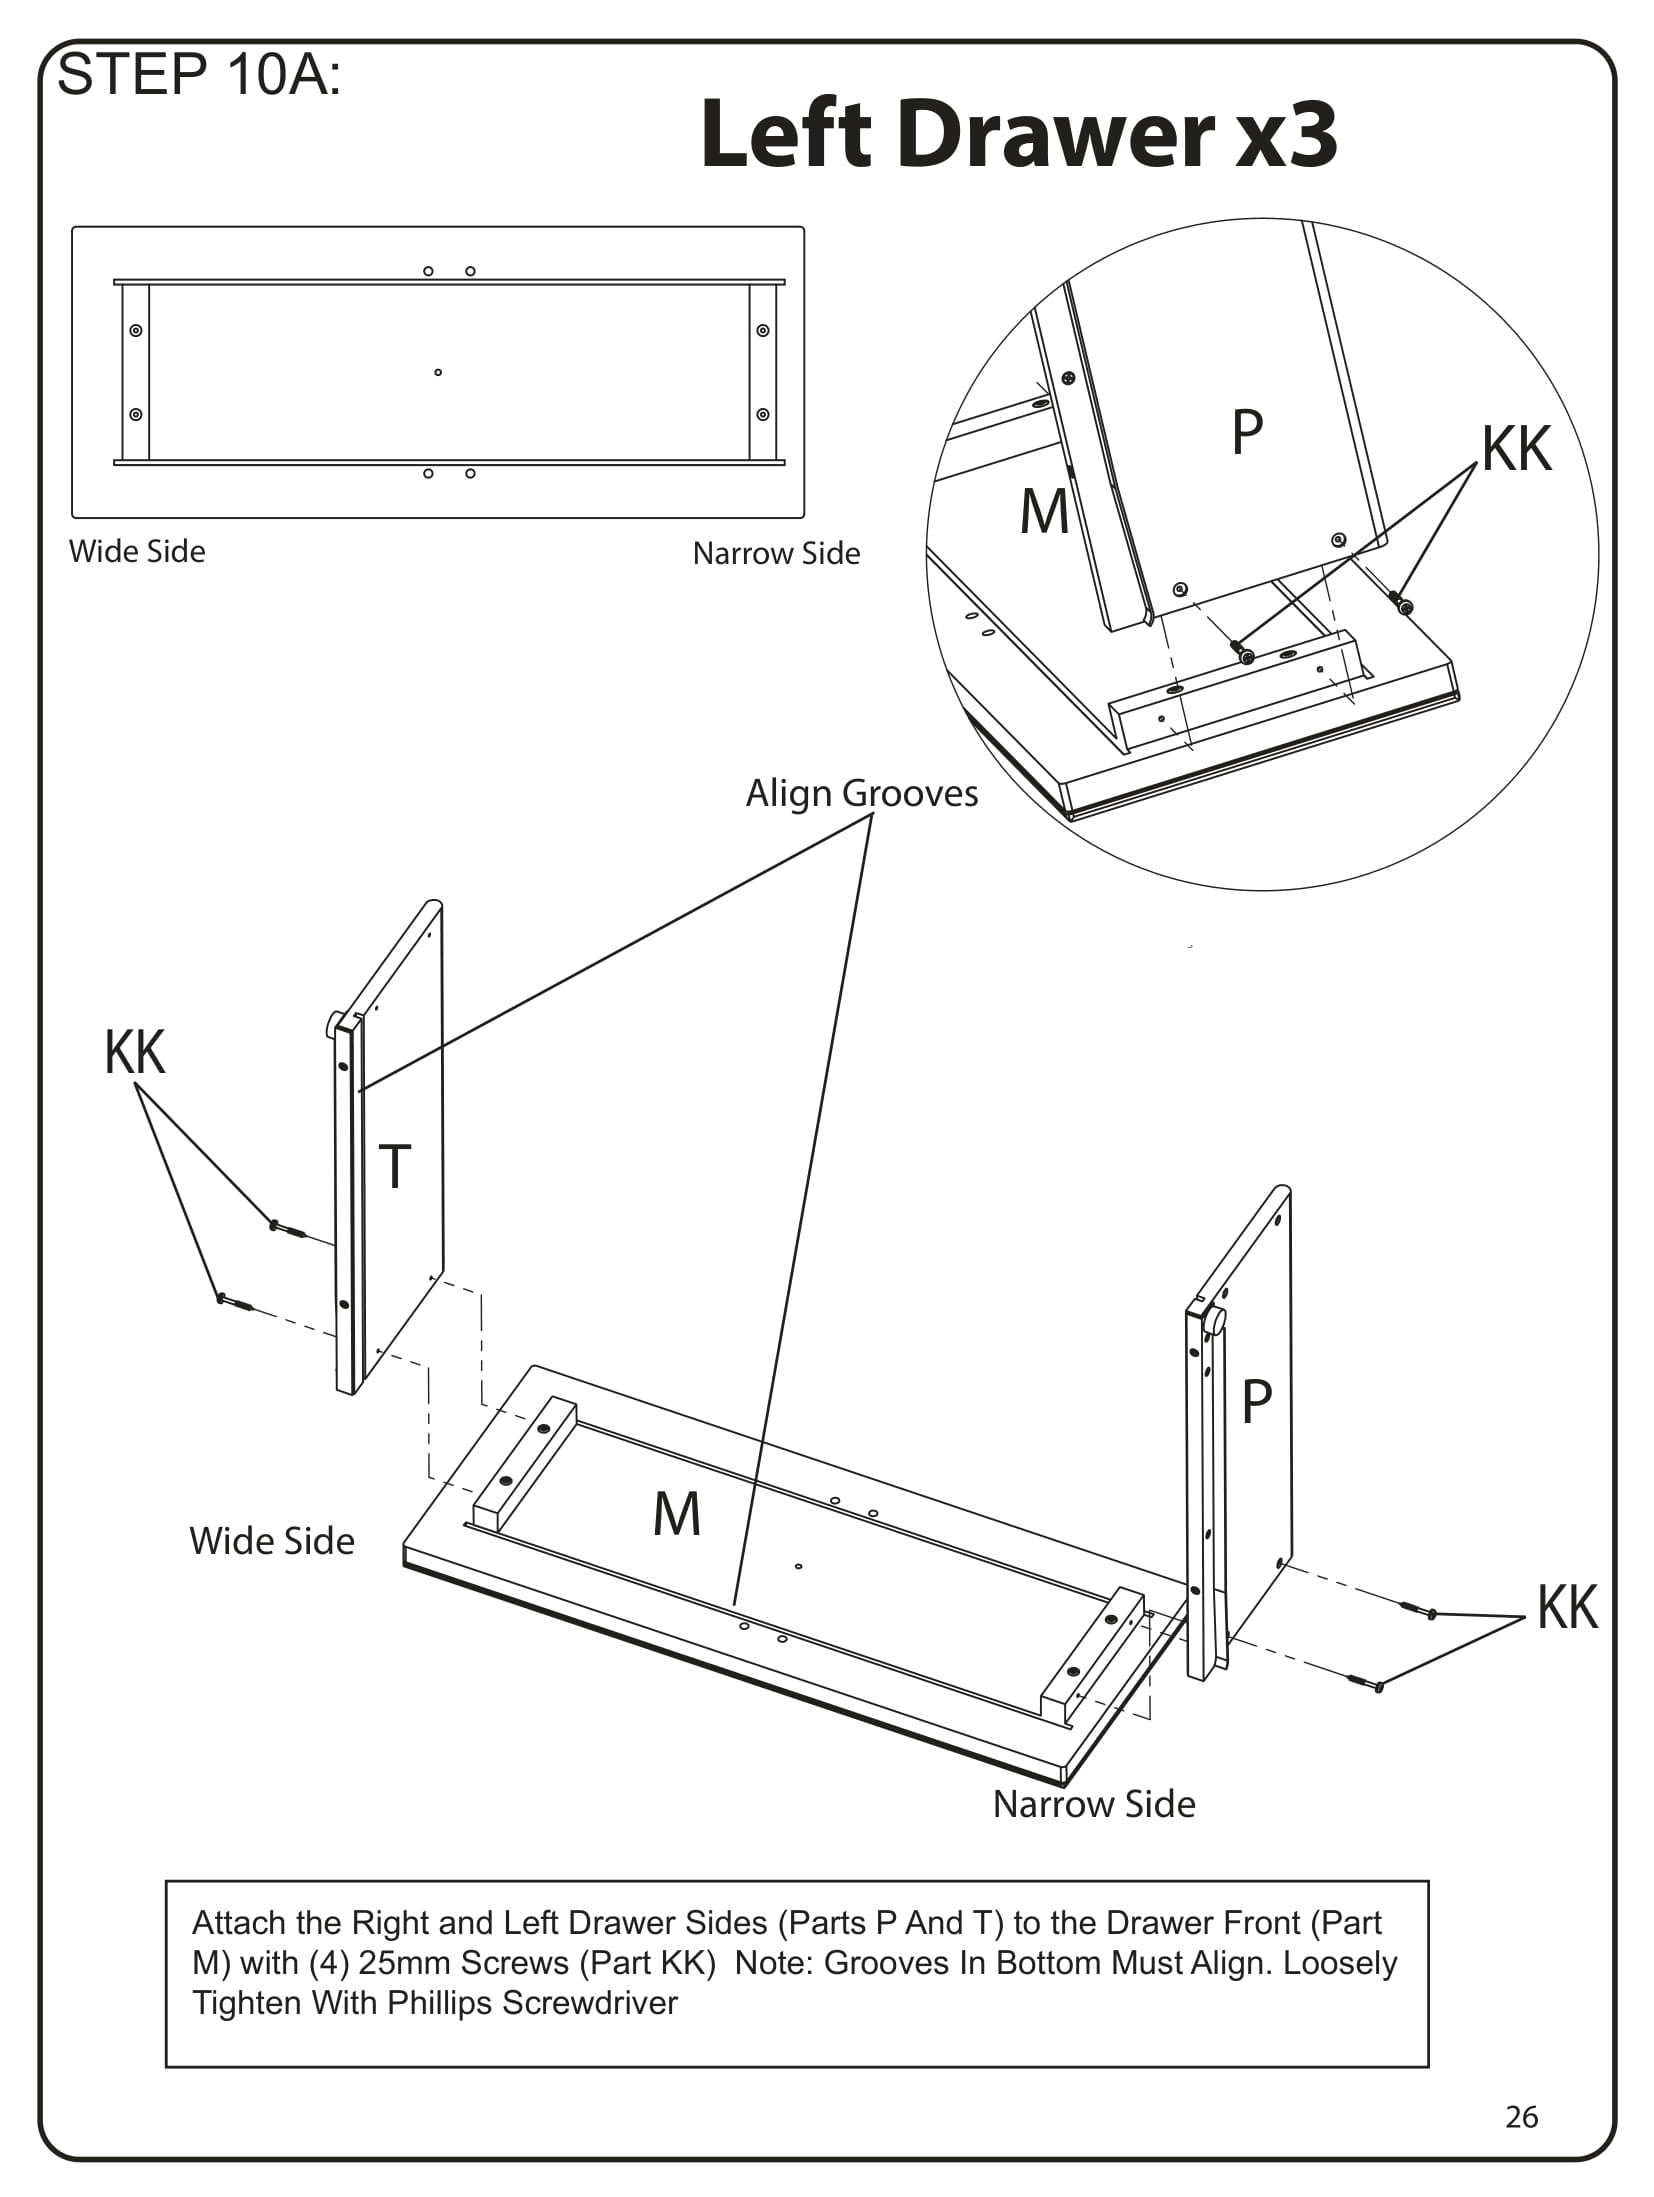 STEP 10A:
Left Drawer x3
Wide Side
Narrow Side
P
KK
M
Align Grooves
KK
T
P
M
Wide Side
KK
Narrow Side
Attach the Right and Left Drawer Sides (Parts P And T) to the Drawer Front (Part
M) with (4) 25mm Screws (Part KK)  Note: Grooves In Bottom Must Align. Loosely
Tighten With Phillips Screwdriver
26